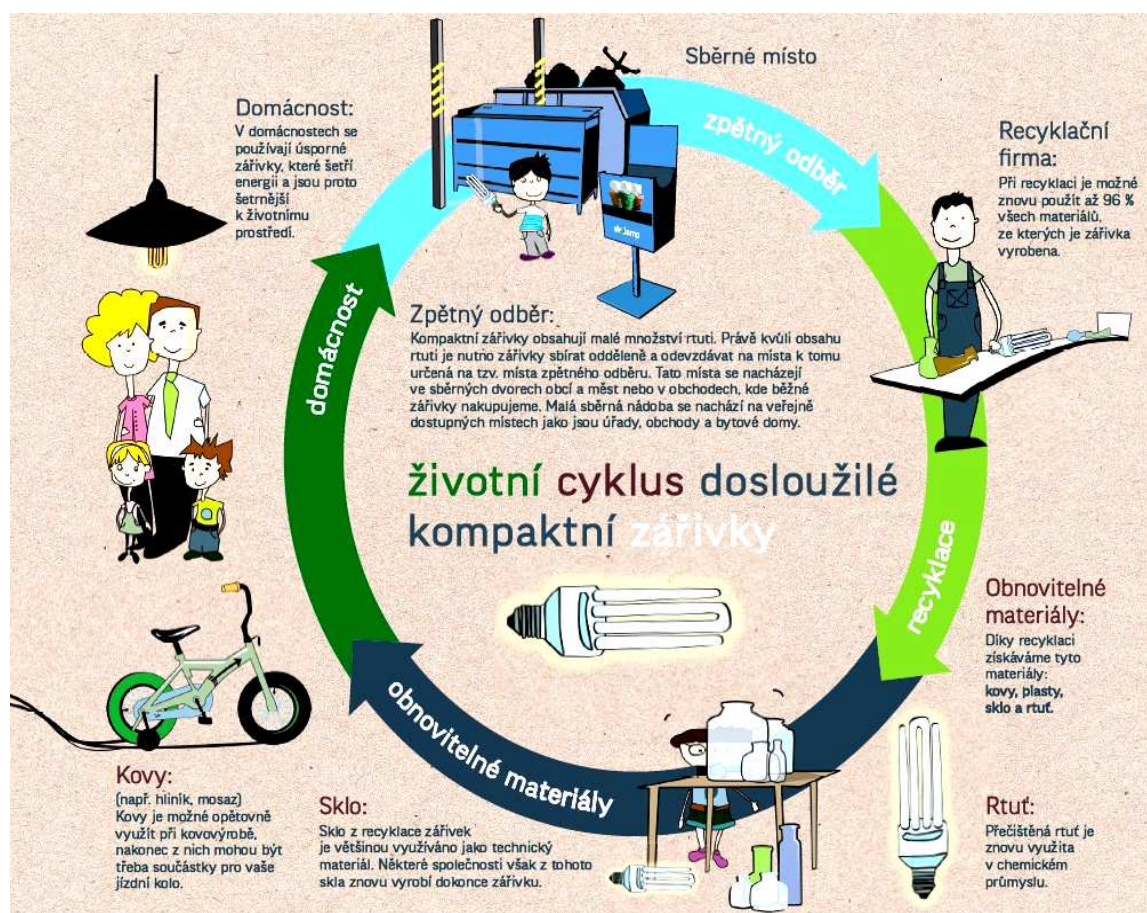 Sběrné místo
zpětný odběr
Domácnost:
V domácnostech se
používají úsporné
zářivky, které šetří
energii a jsou proto
šetrnější
k životnímu
prostředí.
Recyklační
firma:
Při recyklaci je možné
znovu použít až 96 %
všech materiálů,
ze kterých je zářivka
vyrobena.
domácnost
Zpětný odběr:
Kompaktní zářivky obsahují malé množství rtuti. Právě kvůli obsahu
rtuti je nutno zářivky sbírat odděleně a odevzdávat na místa k tomu
určená na tzv. místa zpětného odběru. Tato místa se nacházejí
ve sběrných dvorech obcí a měst nebo v obchodech, kde běžné
zářivky nakupujeme. Malá sběrná nádoba se nachází na veřejně
dostupných místech jako jsou úřady, obchody a bytové domy.
životní cyklus dosloužilé
kompaktní zářivky
recyklace
Obnovitelné
materiály:
Díky recyklaci
získáváme tyto
materiály:
kovy, plasty,
sklo a rtuť.
obnovitelné materiály
Kovy:
(např. hliník, mosaz)
Kovy je možné opětovně
využít při kovovýrobě,
nakonec z nich mohou být
třeba součástky pro vaše
jízdní kolo.
Sklo:
Sklo z recyklace zářivek
je většinou využíváno jako technický
materiál. Některé společnosti však z tohoto
skla znovu vyrobí dokonce zářivku.
Rtuť:
Přečištěná rtuť je
znovu využita
v chemickém
průmyslu.